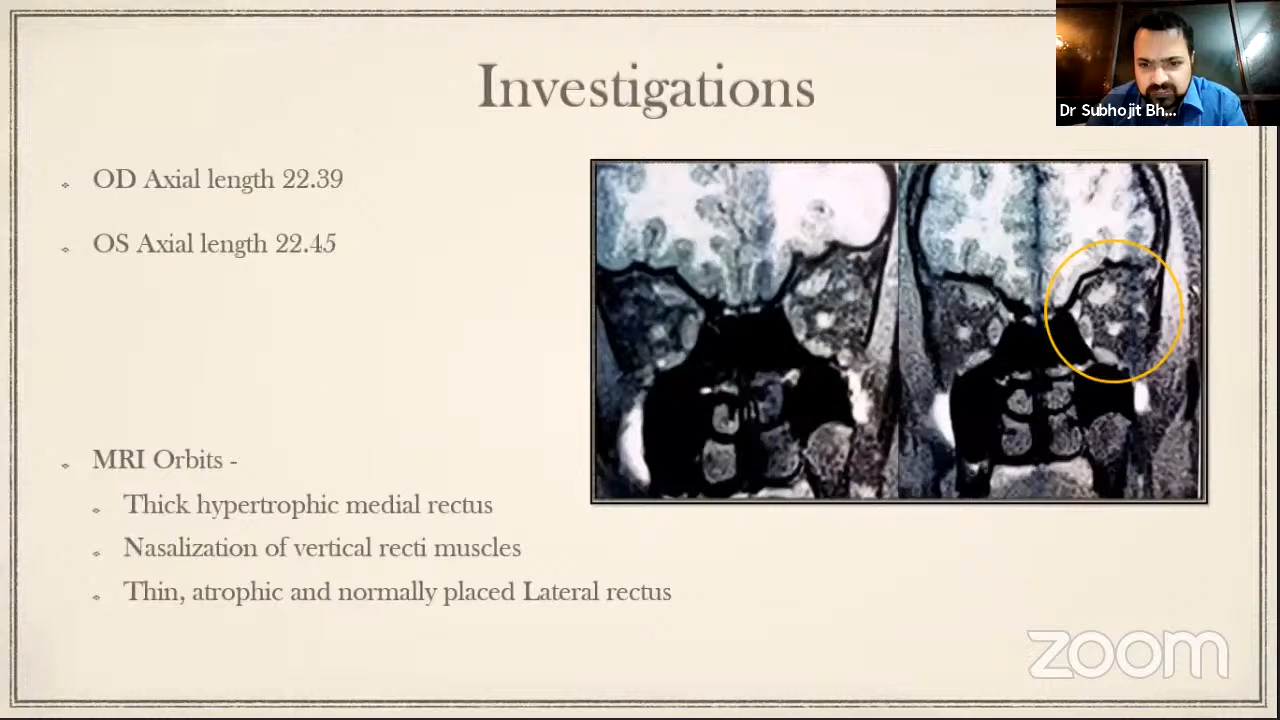 Investigations
Dr Subhojit Bh...
OD Axial length 22.39
OS Axial length 22.45
MRI Orbits -
Thick hypertrophic medial rectus
Nasalization of vertical recti muscles
Thin, atrophic and normally placed Lateral rectus
zoom